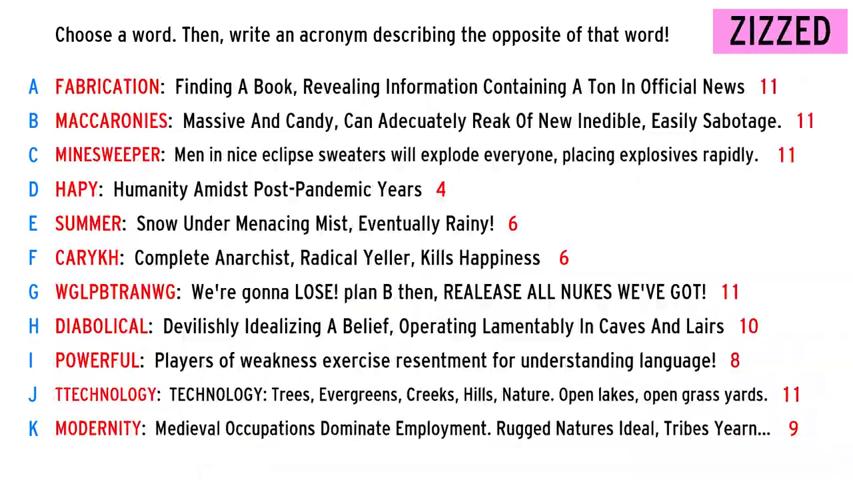 Choose a word. Then, write an acronym describing the opposite of that word!
ZIZZED
A FABRICATION: Finding A Book, Revealing Information Containing A Ton In Official News 11
B MACCARONIES: Massive And Candy, Can Adecuately Reak Of New Inedible, Easily Sabotage. 11
C MINESWEEPER: Men in nice eclipse sweaters will explode everyone, placing explosives rapidly. 11
D HAPY: Humanity Amidst Post-Pandemic Years 4
E SUMMER: Snow Under Menacing Mist, Eventually Rainy! 6
F CARYKH: Complete Anarchist, Radical Yeller, Kills Happiness 6
G WGLPBTRANWG: We're gonna LOSE! plan B then, REALEASE ALL NUKES WE'VE GOT! 11
H DIABOLICAL: Devilishly Idealizing A Belief, Operating Lamentably In Caves And Lairs 10
I POWERFUL: Players of weakness exercise resentment for understanding language! 8
J TTECHNOLOGY: TECHNOLOGY: Trees, Evergreens, Creeks, Hills, Nature. Open lakes, open grass yards. 11
K MODERNITY: Medieval Occupations Dominate Employment. Rugged Natures Ideal, Tribes Yearn... 9